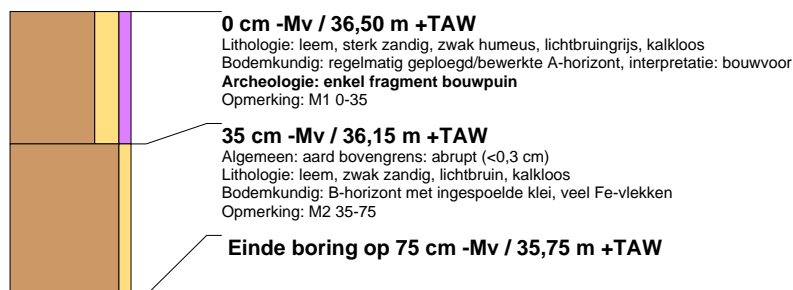 0 cm -Mv / 36,50 m +TAW
Lithologie: leem, sterk zandig, zwak humeus, lichtbruingrijs, kalkloos
Bodemkundig: regelmatig geploegd/bewerkte A-horizont, interpretatie: bouwvoor
Archeologie: enkel fragment bouwpuin
Opmerking: M1 0-35
35 cm -Mv / 36,15 m +TAW
Algemeen: aard bovengrens: abrupt (<0,3 cm)
Lithologie: leem, zwak zandig, lichtbruin, kalkloos
Bodemkundig: B-horizont met ingespoelde klei, veel Fe-vlekken
Opmerking: M2 35-75
Einde boring op 75 cm -Mv / 35,75 m +TAW